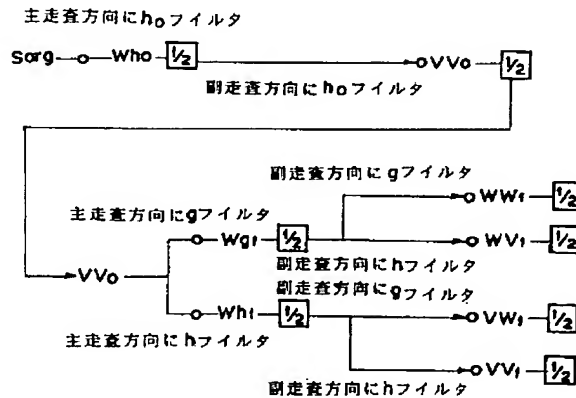 主走査方向にhoフィルタ
Sorg Who 1/2 VVo 1/2
副走査方向にhoフィルタ
副走査方向にgフィルタ
WW1 1/2
主走査方向にgフィルタ
Wg1 1/2 WV1 1/2
副走査方向にhフィルタ
VVo
副走査方向にgフィルタ
Wh1 1/2 VW1 1/2
主走査方向にhフィルタ
VV1 1/2
副走査方向にhフィルタ